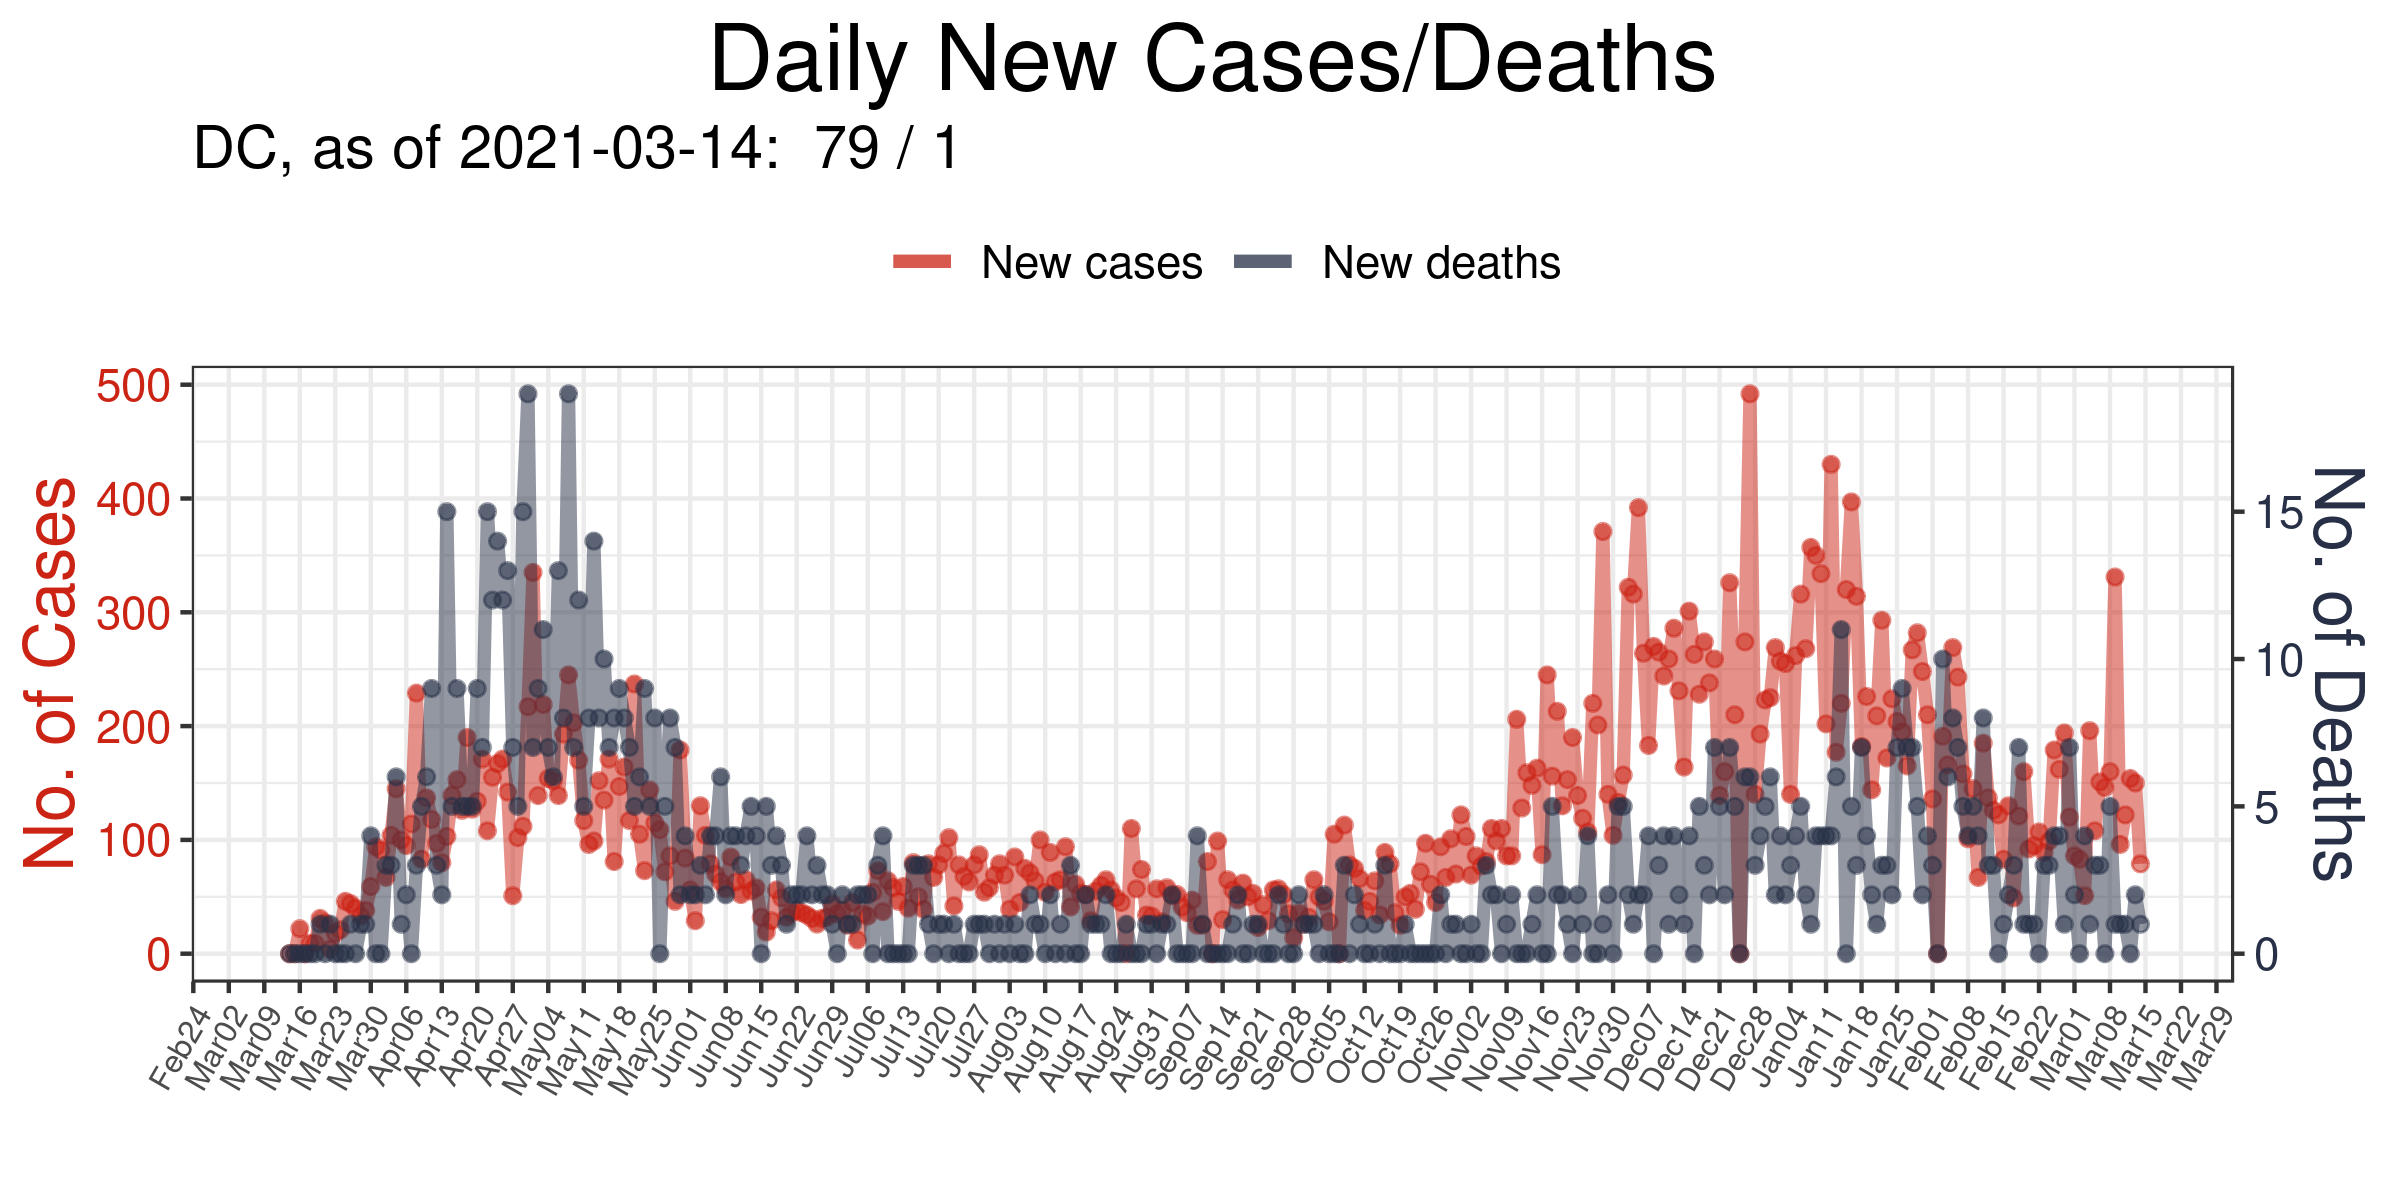 Daily New Cases/Deaths
DC, as of 2021-03-14:  79 / 1
New cases
New deaths
No. of Cases
500
400
300
200
100
0
No. of Deaths
15
10
5
0
Feb24
Mar02
Mar09
Mar16
Mar23
Mar30
Apr06
Apr13
Apr20
Apr27
May04
May11
May18
May25
Jun01
Jun08
Jun15
Jun22
Jun29
Jul06
Jul13
Jul20
Jul27
Aug03
Aug10
Aug17
Aug24
Aug31
Sep07
Sep14
Sep21
Sep28
Oct05
Oct12
Oct19
Oct26
Nov02
Nov09
Nov16
Nov23
Nov30
Dec07
Dec14
Dec21
Dec28
Jan04
Jan11
Jan18
Jan25
Feb01
Feb08
Feb15
Feb22
Mar01
Mar08
Mar15
Mar22
Mar29